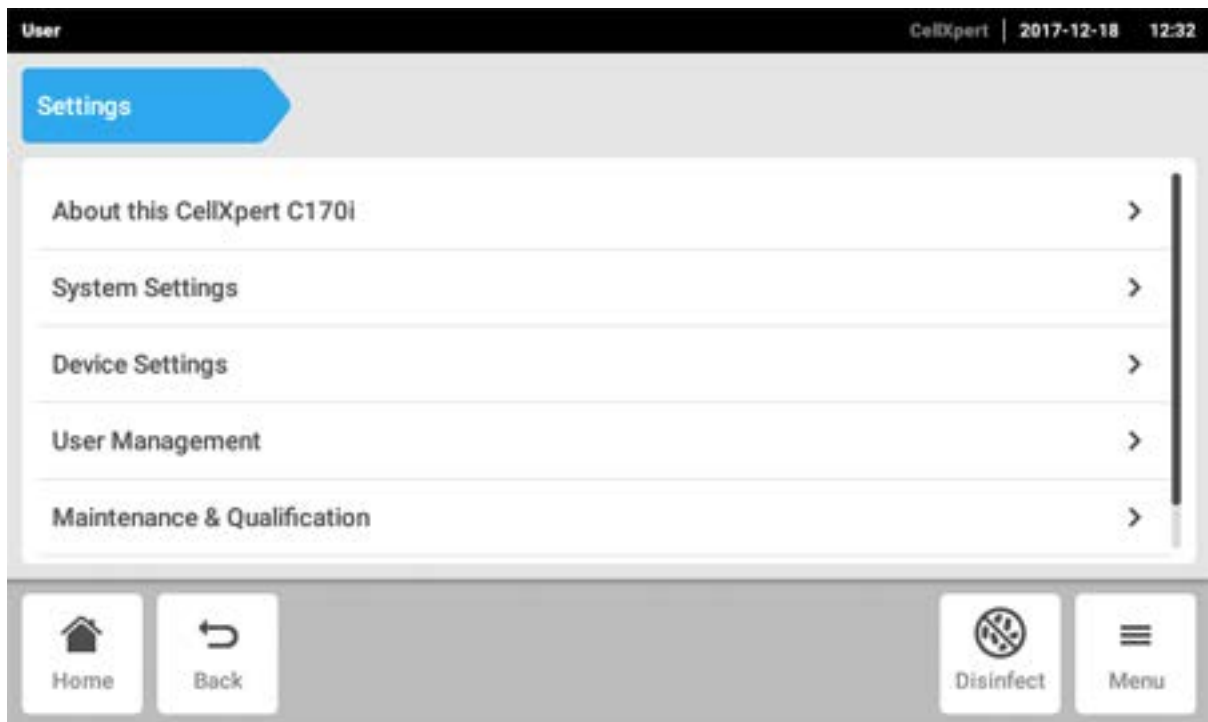 User CellXpert | 2017-12-18 12:32
Settings
About this CellXpert C170i
System Settings
Device Settings
User Management
Maintenance & Qualification
Home Back Disinfect Menu